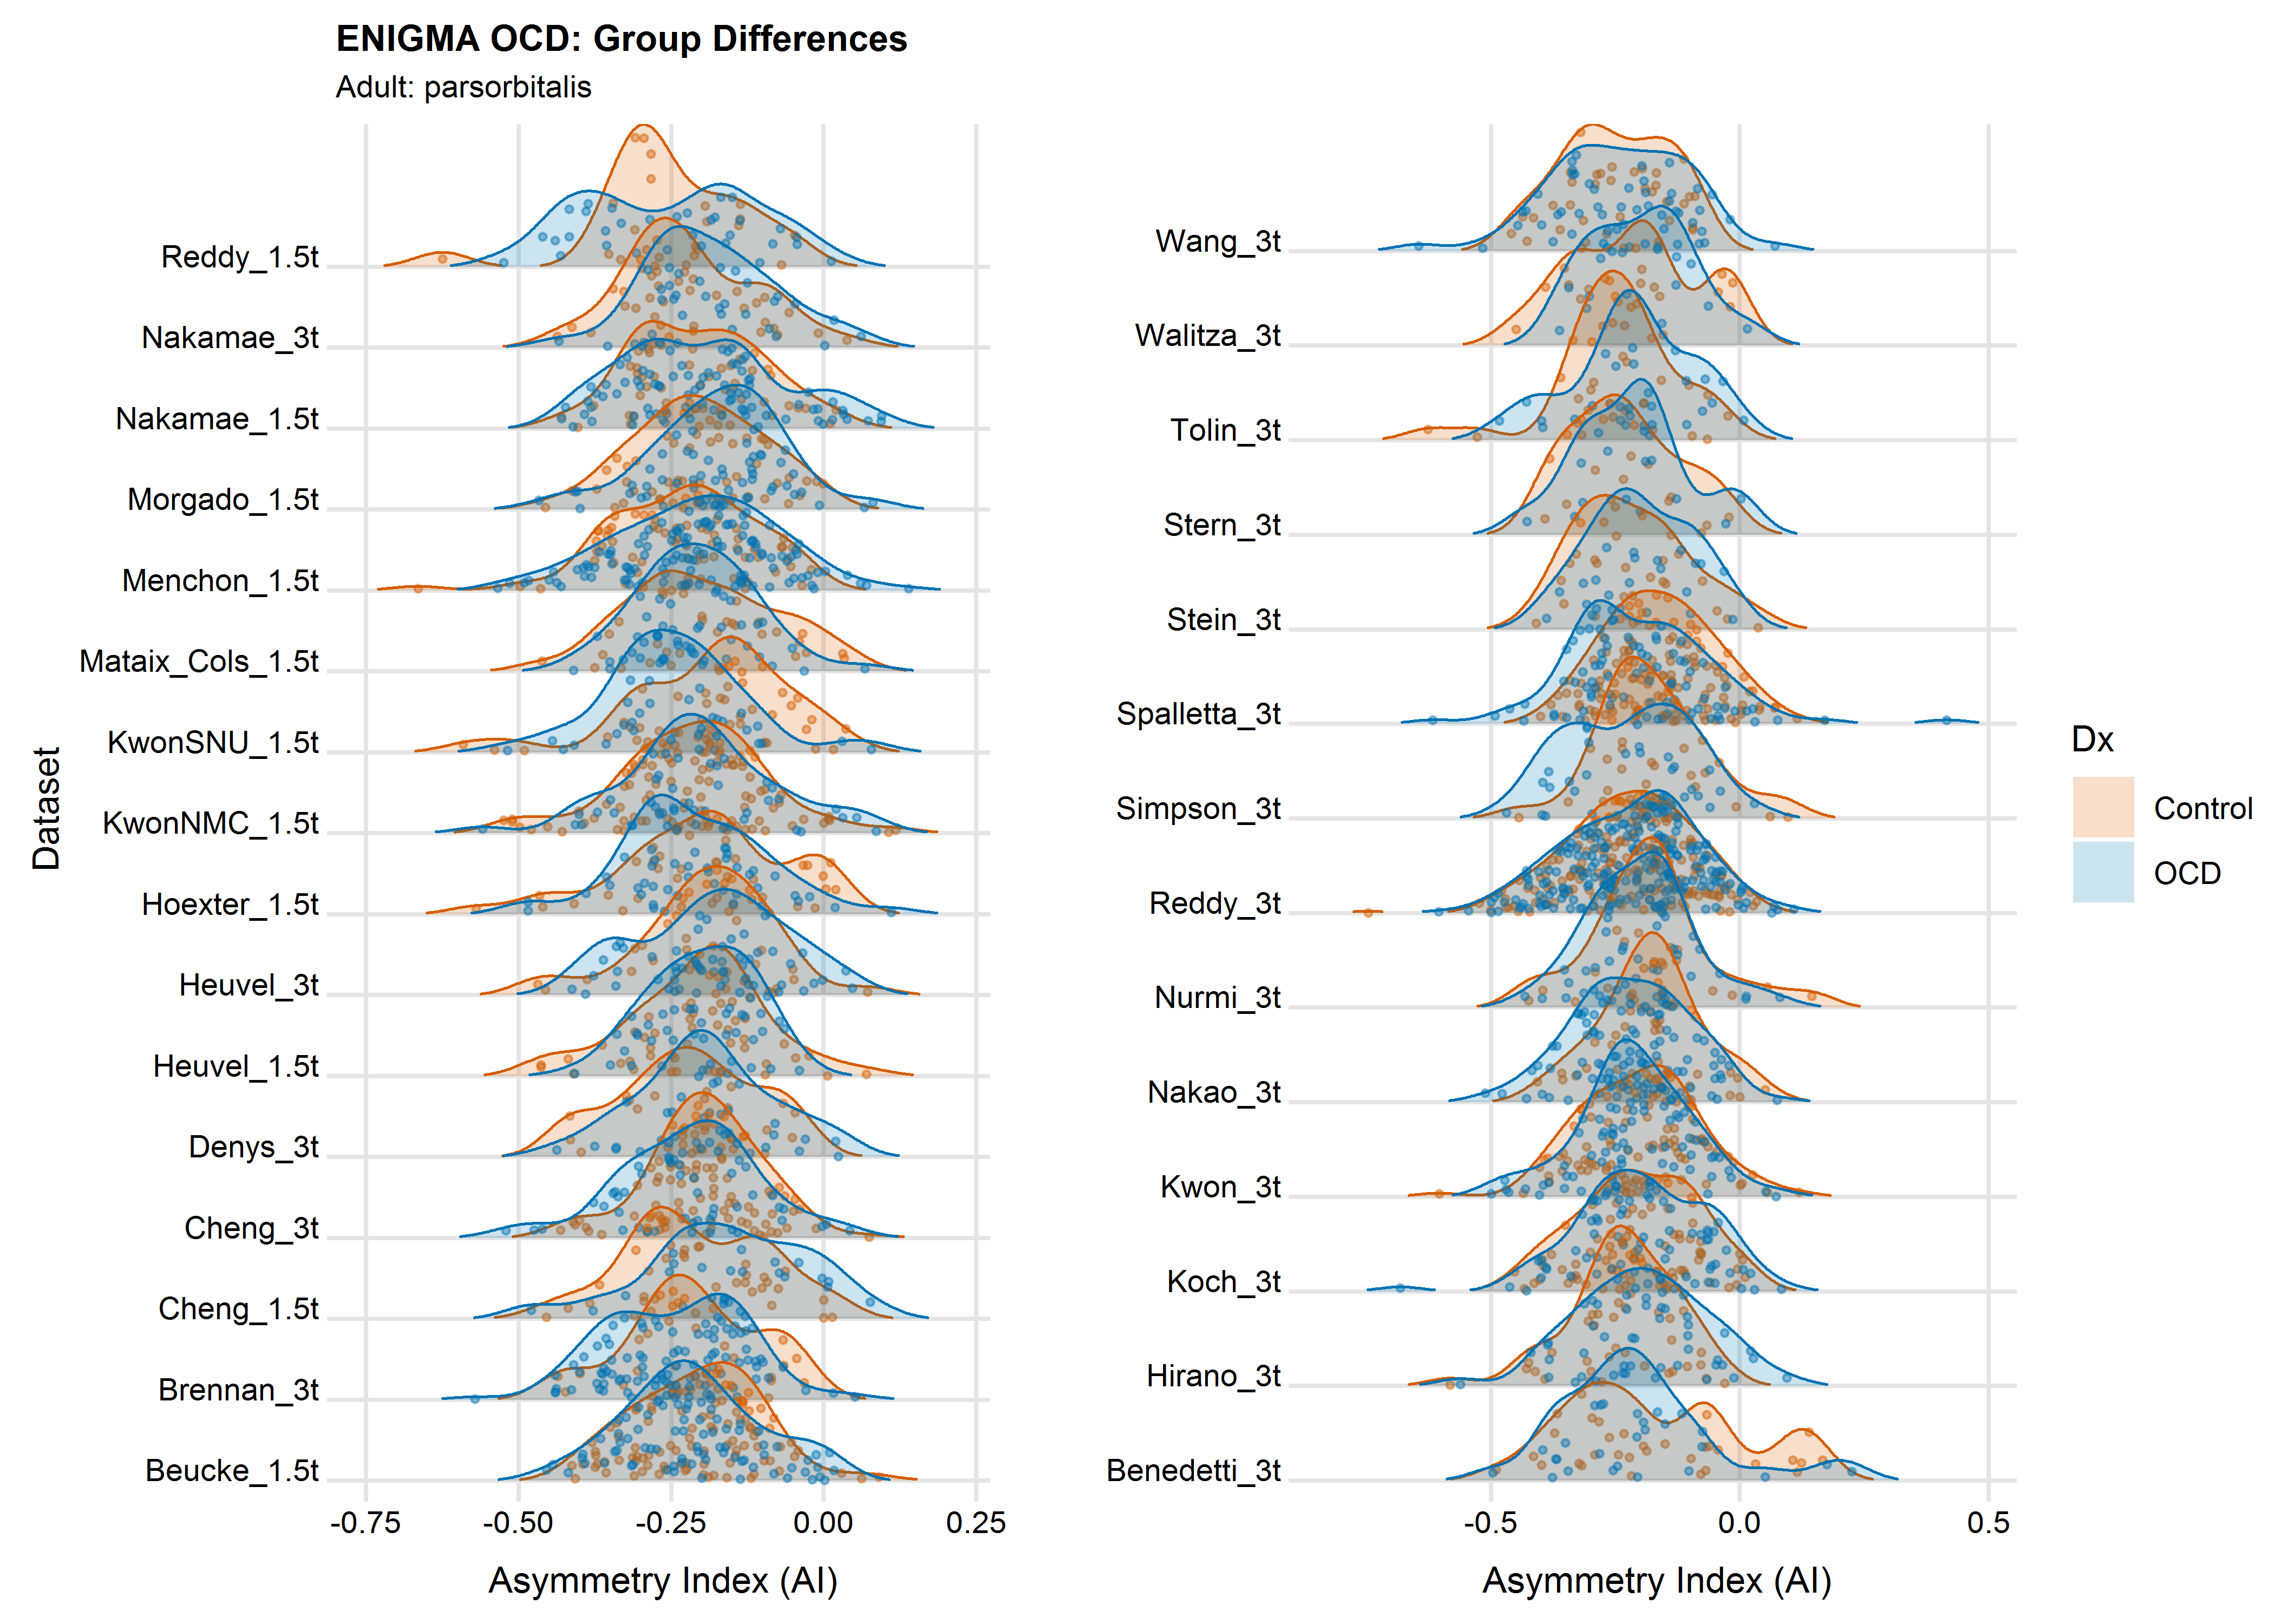 ENIGMA OCD: Group Differences
Adult: parsorbitalis
Dataset
Reddy_1.5t
Nakamae_3t
Nakamae_1.5t
Morgado_1.5t
Menchon_1.5t
Mataix_Cols_1.5t
KwonSNU_1.5t
KwonNMC_1.5t
Hoexter_1.5t
Heuvel_3t
Heuvel_1.5t
Denys_3t
Cheng_3t
Cheng_1.5t
Brennan_3t
Beucke_1.5t
-0.75 -0.50 -0.25 0.00 0.25
Asymmetry Index (AI)
Wang_3t
Walitza_3t
Tolin_3t
Stern_3t
Stein_3t
Spalletta_3t
Simpson_3t
Reddy_3t
Nurmi_3t
Nakao_3t
Kwon_3t
Koch_3t
Hirano_3t
Benedetti_3t
-0.5 0.0 0.5
Asymmetry Index (AI)
Dx
Control
OCD